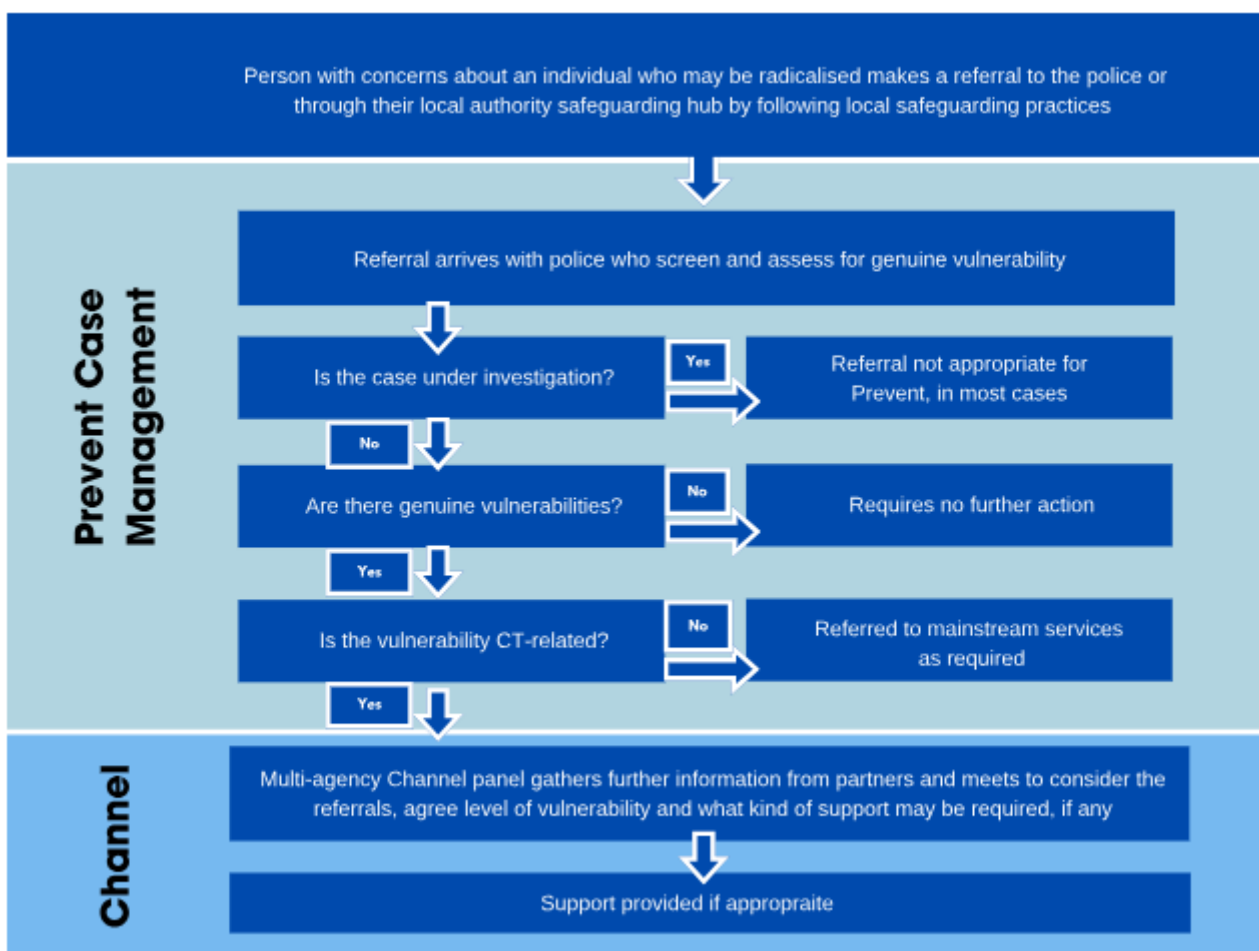 Person with concerns about an individual who may be radicalised makes a referral to the police or
through their local authority safeguarding hub by following local safeguarding practices
Prevent Case
Management
Referral arrives with police who screen and assess for genuine vulnerability
Is the case under investigation?
Yes
Referral not appropriate for
Prevent, in most cases
No
Are there genuine vulnerabilities?
No
Requires no further action
Yes
Is the vulnerability CT-related?
No
Referred to mainstream services
as required
Yes
Channel
Multi-agency Channel panel gathers further information from partners and meets to consider the
referrals, agree level of vulnerability and what kind of support may be required, if any
Support provided if appropraite